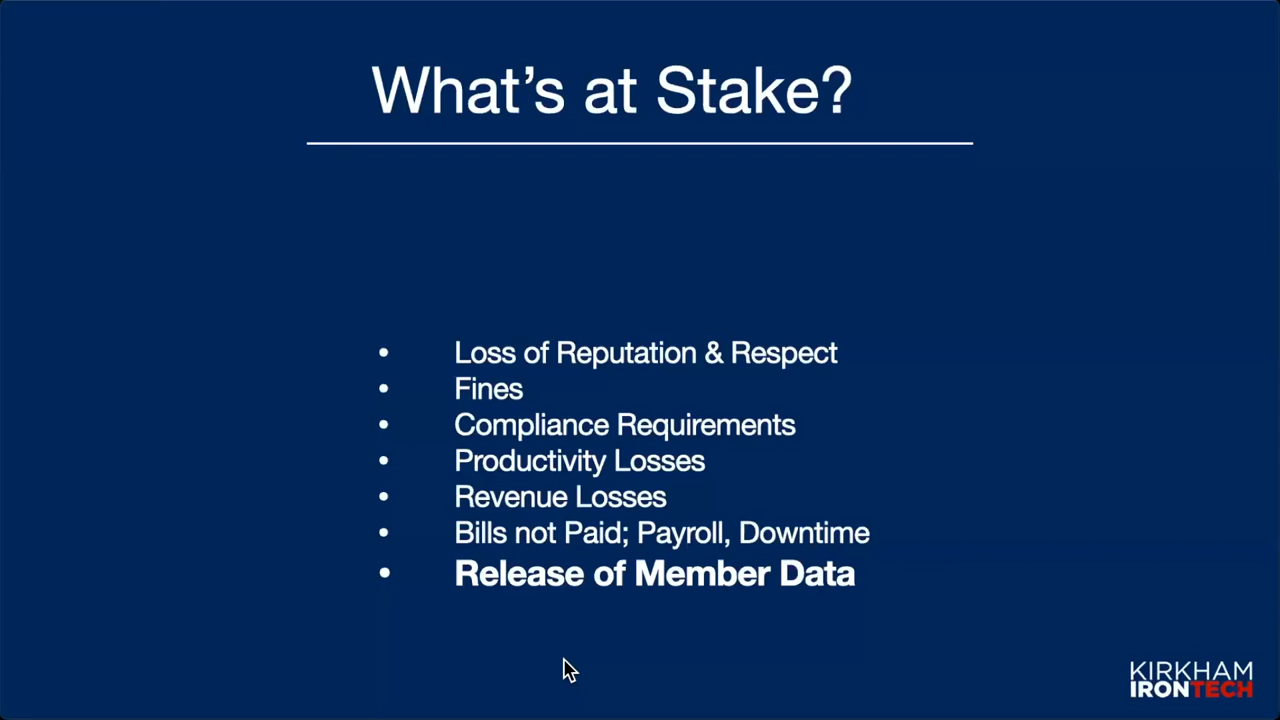 What's at Stake?
• Loss of Reputation & Respect
• Fines
• Compliance Requirements
• Productivity Losses
• Revenue Losses
• Bills not Paid; Payroll, Downtime
• Release of Member Data
KIRKHAM
IRONTECH